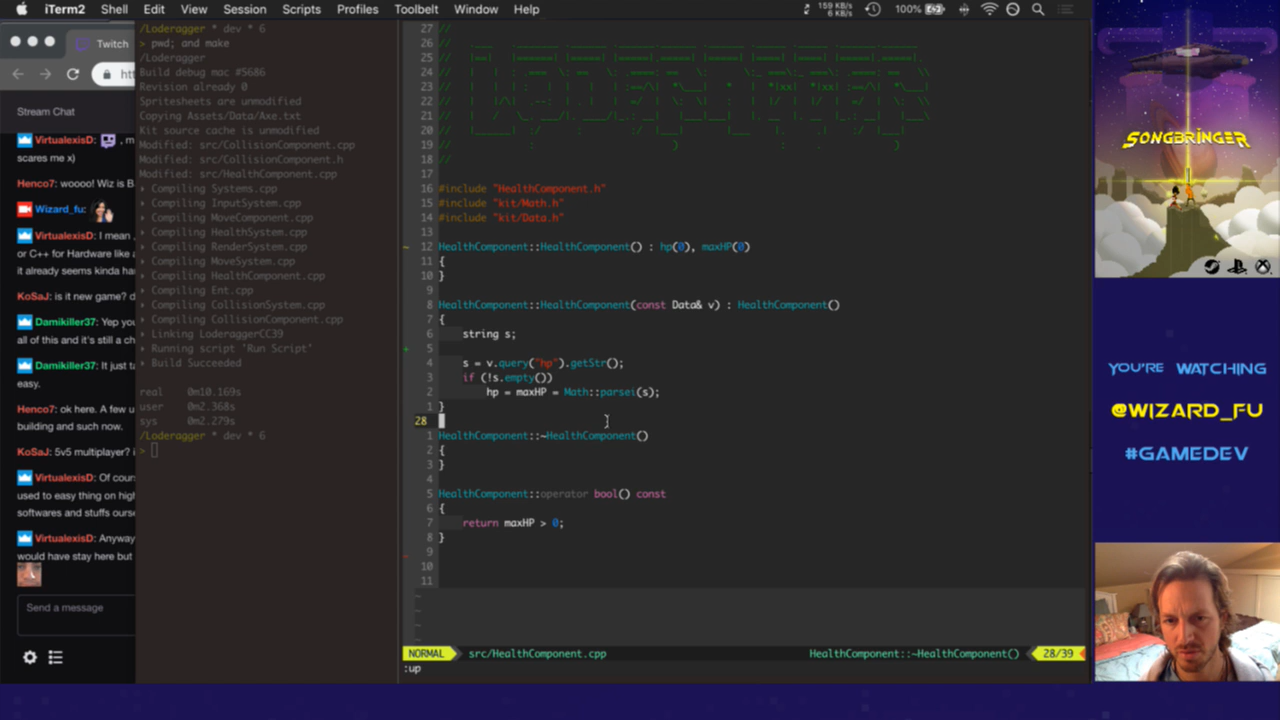 iTerm2 Shell Edit View Session Scripts Profiles Toolbelt Window Help
159 KB/s
6 KB/s
100%
Twitch
htt
Stream Chat
VirtualexisD: , m
scares me x)
Henco7: woooo! Wiz is B
Wizard_fu:
VirtualexisD: I mean ,
or C++ for Hardware like a
it already seems kinda har
KoSaJ: is it new game? d
Damikiller37: Yep you
all of this and it's still a ch
Damikiller37: It just ta
easy.
Henco7: ok here. A few u
building and such now.
KoSaJ: 5v5 multiplayer? i
VirtualexisD: Of cours
used to easy thing on high
softwares and stuffs ourse
VirtualexisD: Anyway
would have stay here but
Send a message
/Loderagger * dev * 6
> pwd; and make
/Loderagger
Build debug mac #5686
Revision already 0
Spritesheets are unmodified
Copying Assets/Data/Axe.txt
Kit source cache is unmodified
Modified: src/CollisionComponent.cpp
Modified: src/CollisionComponent.h
Modified: src/HealthComponent.cpp
Compiling Systems.cpp
Compiling InputSystem.cpp
Compiling MoveComponent.cpp
Compiling HealthSystem.cpp
Compiling RenderSystem.cpp
Compiling MoveSystem.cpp
Compiling HealthComponent.cpp
Compiling Ent.cpp
Compiling CollisionSystem.cpp
Compiling CollisionComponent.cpp
Linking LoderaggerCC39
Running script 'Run Script'
Build Succeeded
real 0m10.169s
user 0m2.368s
sys 0m2.279s
/Loderagger * dev * 6
>
27 //
26 //
25 //
24 //
23 //
22 //
21 //
20 //
19 //
18 //
17
16 #include "HealthComponent.h"
15 #include "kit/Math.h"
14 #include "kit/Data.h"
13
12 HealthComponent::HealthComponent() : hp(0), maxHP(0)
11 {
10 }
9
8 HealthComponent::HealthComponent(const Data& v) : HealthComponent()
7 {
6 string s;
5
4 s = v.query("hp").getStr();
3 if (!s.empty())
2 hp = maxHP = Math::parsei(s);
1 }
28
1 HealthComponent::~HealthComponent()
2 {
3 }
4
5 HealthComponent::operator bool() const
6 {
7 return maxHP > 0;
8 }
9
10
11
~
~
~
~
NORMAL src/HealthComponent.cpp HealthComponent::~HealthComponent() 28/39
:up
SONGBRINGER
YOU'RE WATCHING
@WIZARD_FU
#GAMEDEV